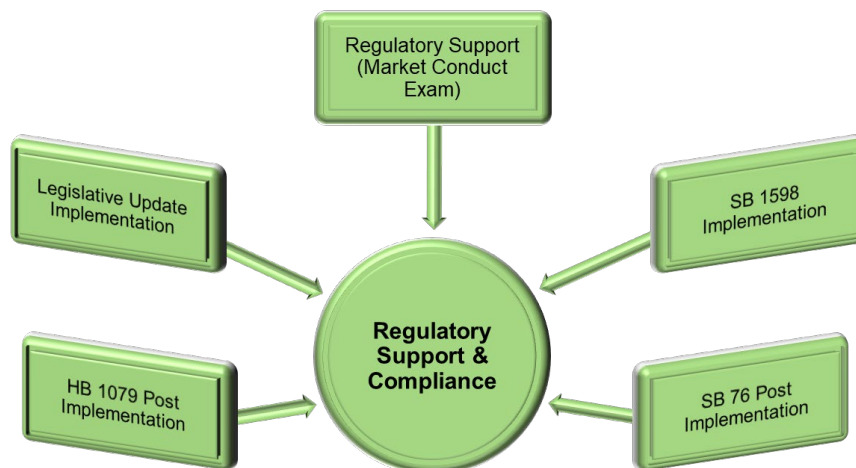 Regulatory Support
(Market Conduct
Exam)
Legislative Update
Implementation
SB 1598
Implementation
Regulatory
Support &
Compliance
HB 1079 Post
Implementation
SB 76 Post
Implementation